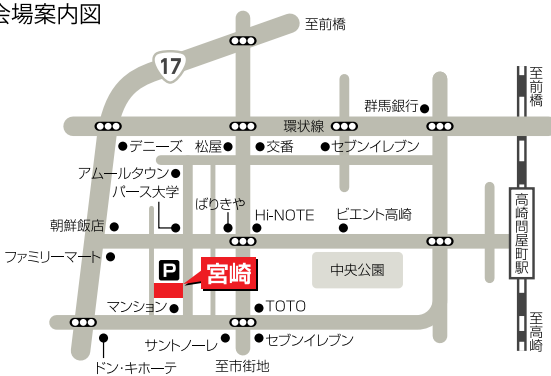 会場案内図
至前橋
17
至前橋
群馬銀行
環状線
デニーズ
松屋
交番
セブンイレブン
アムールタウン
パース大学
ばりきや
Hi-NOTE
ビエント高崎
朝鮮飯店
高崎問屋町駅
ファミリーマート
P
宮崎
中央公園
マンション
TOTO
至高崎
サントノーレ
セブンイレブン
ドン・キホーテ
至市街地